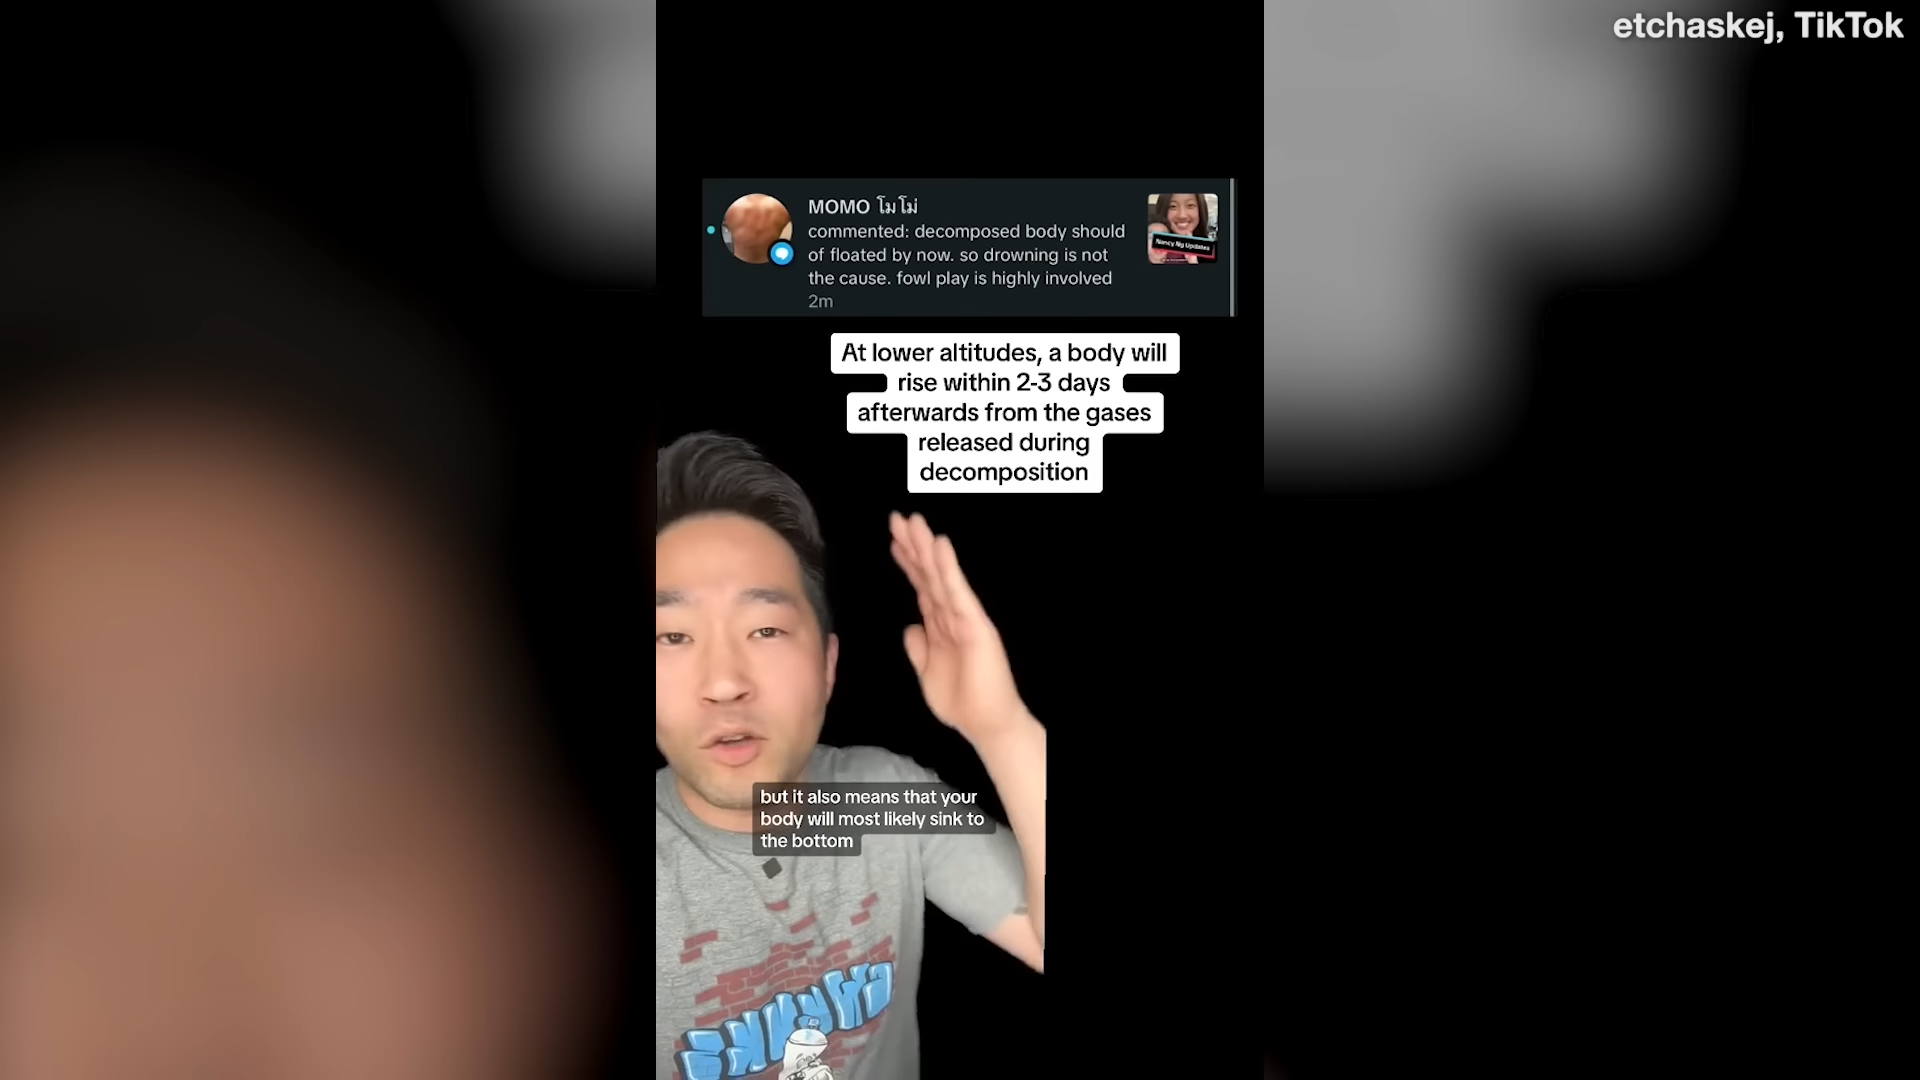 etchaskej, TikTok
MOMO โมโม่
commented: decomposed body should
of floated by now. so drowning is not
the cause. fowl play is highly involved
2m
Nancy Ng Updates
At lower altitudes, a body will
rise within 2-3 days
afterwards from the gases
released during
decomposition
but it also means that your
body will most likely sink to
the bottom